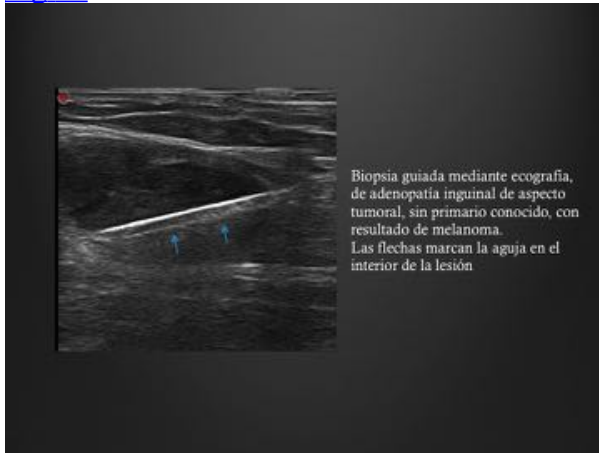 Biopsia guiada mediante ecografía,
de adenopatía inguinal de aspecto
tumoral, sin primario conocido, con
resultado de melanoma.
Las flechas marcan la aguja en el
interior de la lesión